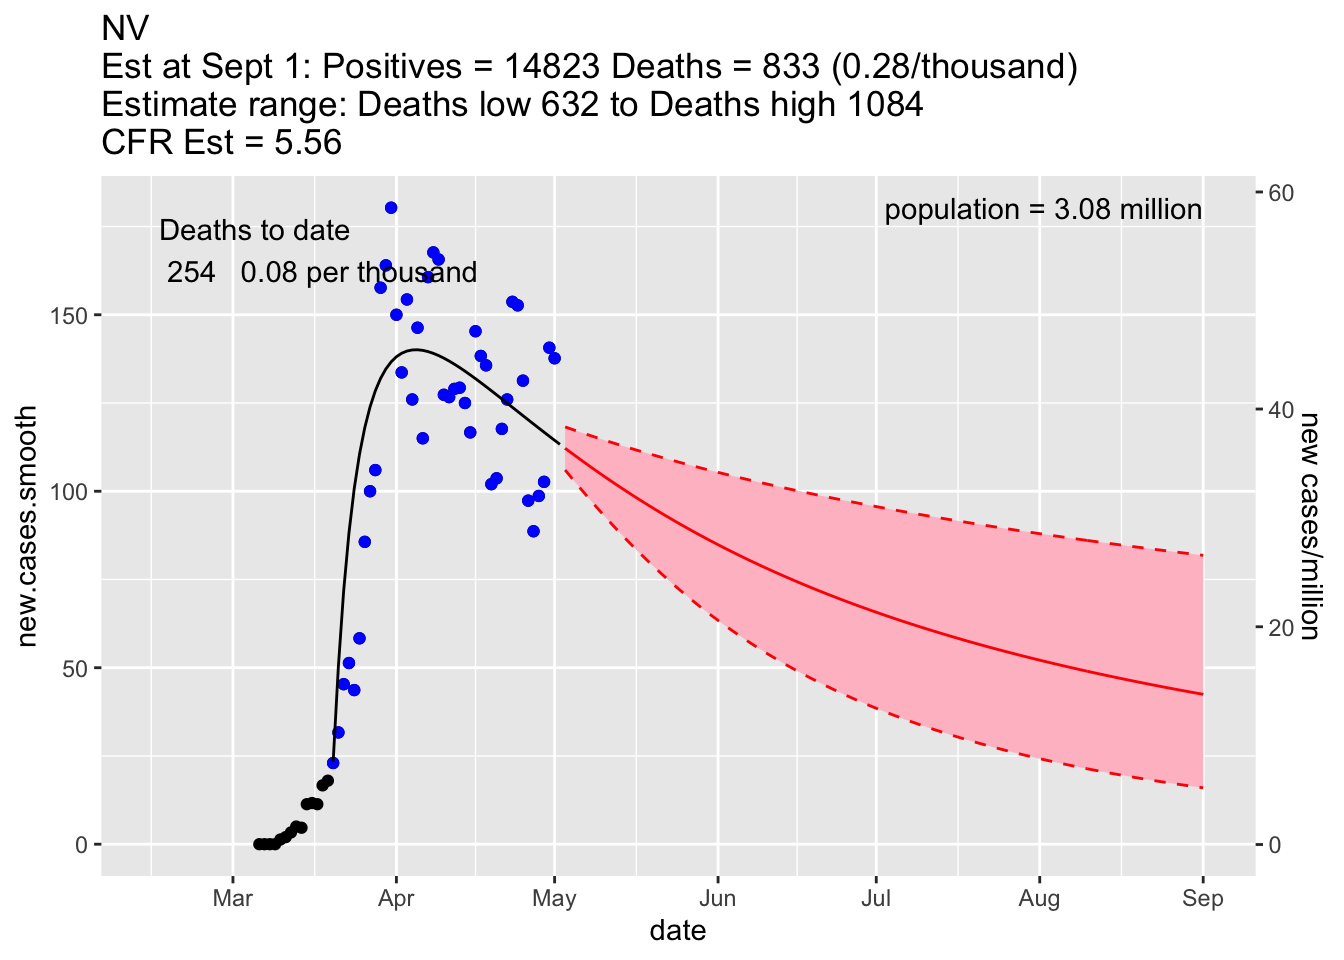 NV
Est at Sept 1: Positives = 14823 Deaths = 833 (0.28/thousand)
Estimate range: Deaths low 632 to Deaths high 1084
CFR Est = 5.56
Deaths to date
254 0.08 per thousand
population = 3.08 million
new.cases.smooth
150
100
50
0
60
40
20
0
new cases/million
Mar Apr May Jun Jul Aug Sep
date